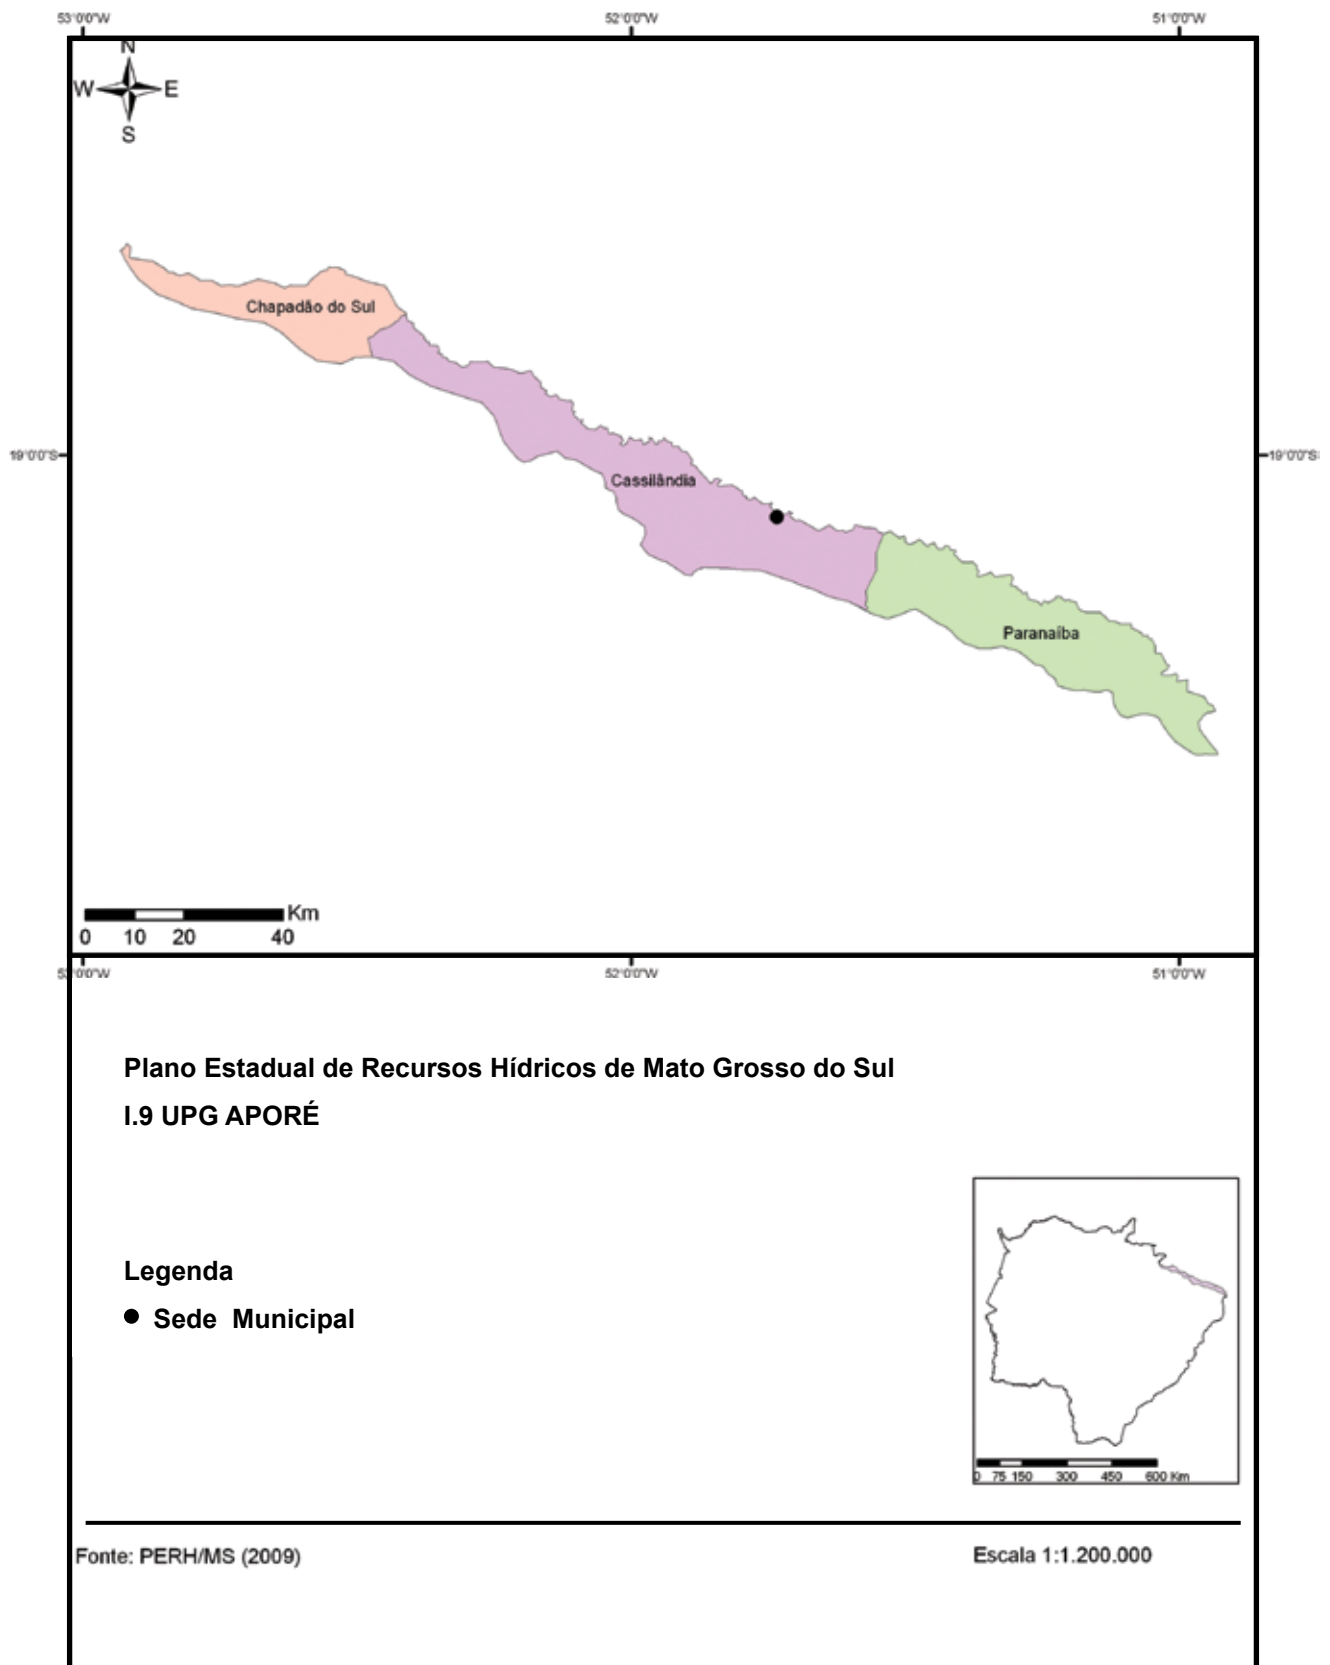 53°0'0"W 52°0'0"W 51°0'0"W
N
W E
S
Chapadão do Sul
19°0'0"S 19°0'0"S
Cassilândia
Paranaíba
Km
0 10 20 40
53°0'0"W 52°0'0"W 51°0'0"W
Plano Estadual de Recursos Hídricos de Mato Grosso do Sul
I.9 UPG APORÉ
Legenda
Sede Municipal
0 75 150 300 450 600 Km
Fonte: PERH/MS (2009)
Escala 1:1.200.000